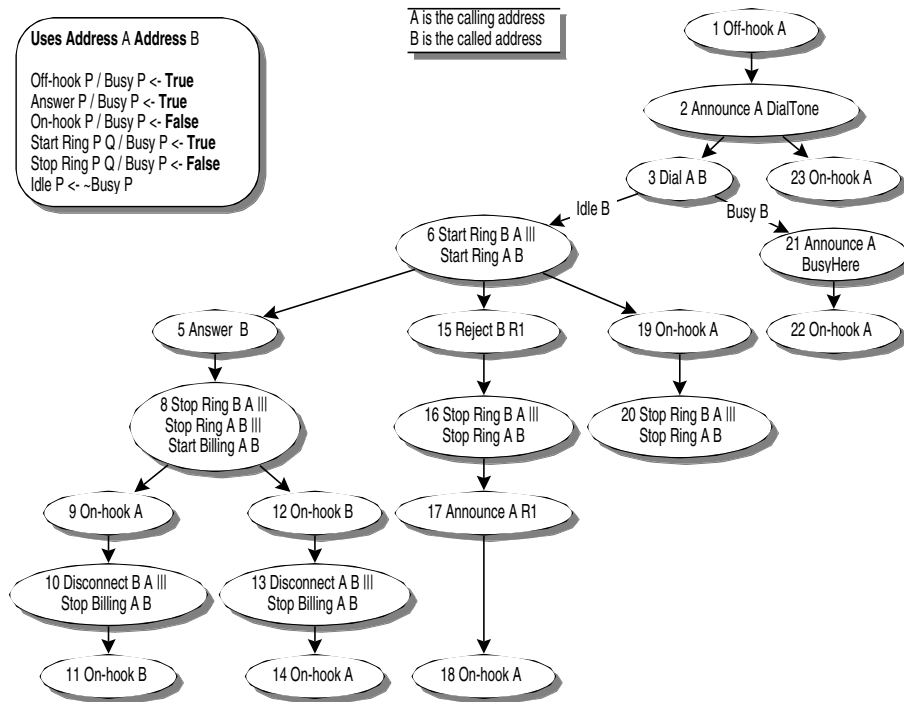 Uses Address A Address B
Off-hook P / Busy P <- True
Answer P / Busy P <- True
On-hook P / Busy P <- False
Start Ring P Q / Busy P <- True
Stop Ring P Q / Busy P <- False
Idle P <- ~Busy P
A is the calling address
B is the called address
1 Off-hook A
2 Announce A DialTone
3 Dial A B
23 On-hook A
Idle B
Busy B
6 Start Ring B A |||
Start Ring A B
21 Announce A
BusyHere
5 Answer B
15 Reject B R1
19 On-hook A
22 On-hook A
8 Stop Ring B A |||
Stop Ring A B |||
Start Billing A B
16 Stop Ring B A |||
Stop Ring A B
20 Stop Ring B A |||
Stop Ring A B
9 On-hook A
12 On-hook B
17 Announce A R1
10 Disconnect B A |||
Stop Billing A B
13 Disconnect A B |||
Stop Billing A B
11 On-hook B
14 On-hook A
18 On-hook A